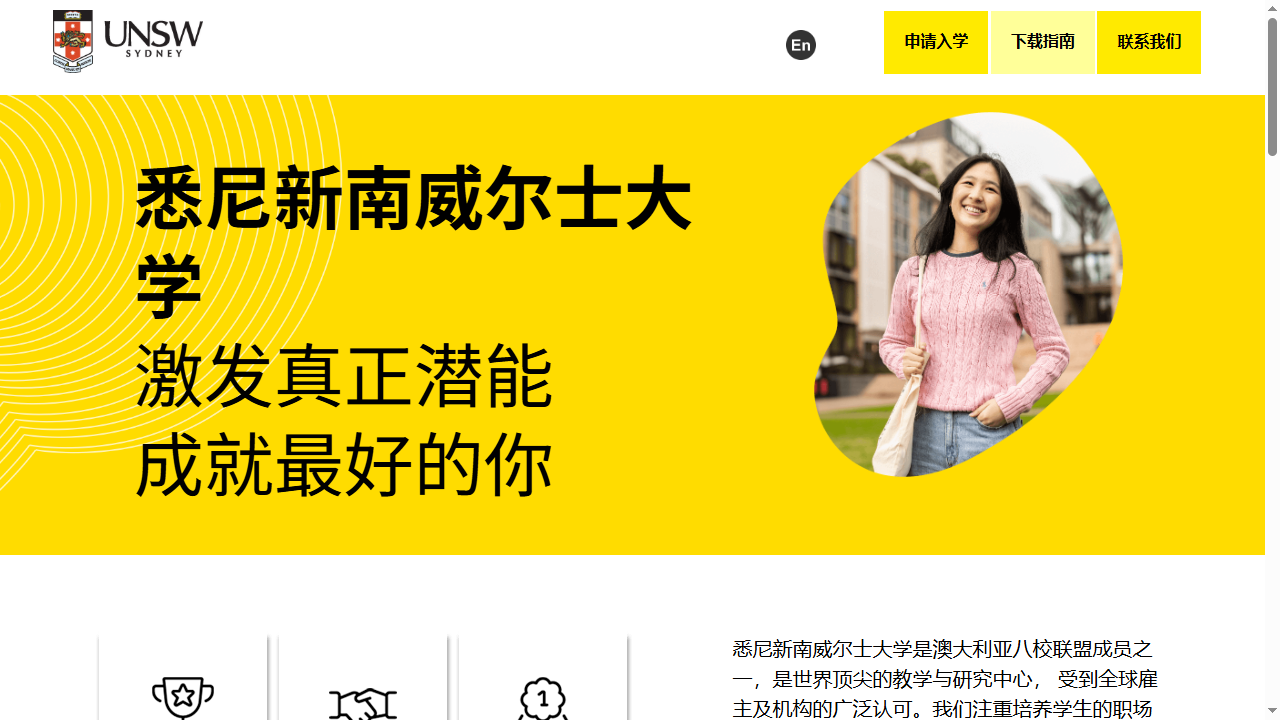 UNSW
SYDNEY
En
申请入学
下载指南
联系我们
悉尼新南威尔士大
学
激发真正潜能
成就最好的你
1
悉尼新南威尔士大学是澳大利亚八校联盟成员之
一，是世界顶尖的教学与研究中心， 受到全球雇
主及机构的广泛认可。我们注重培养学生的职场